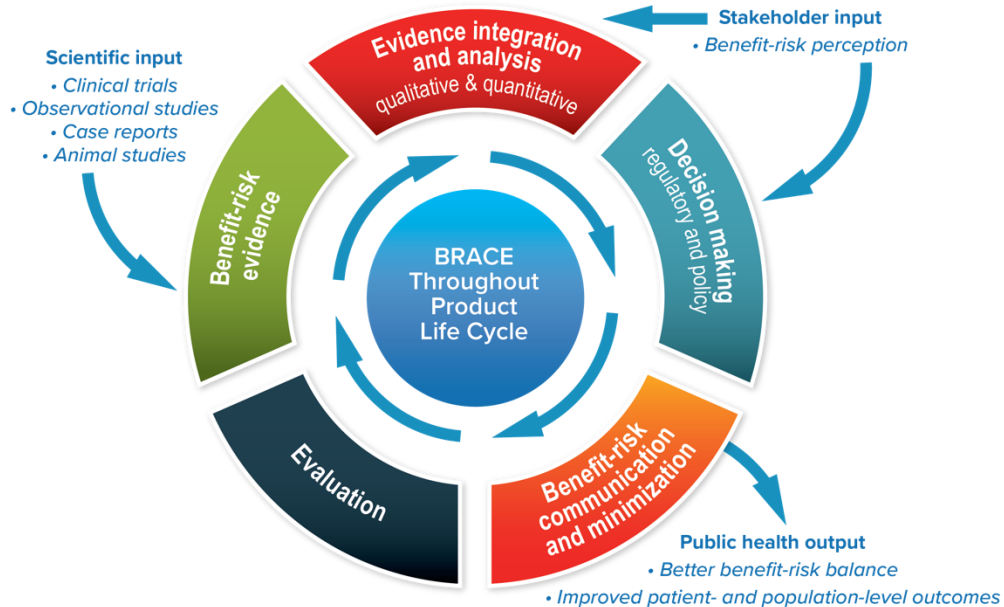 Stakeholder input
• Benefit-risk perception
Scientific input
• Clinical trials
• Observational studies
• Case reports
• Animal studies
Evidence integration
and analysis
qualitative & quantitative
Decision making
regulatory and policy
Benefit-risk
evidence
BRACE
Throughout
Product
Life Cycle
Evaluation
Benefit-risk
communication
and minimization
Public health output
• Better benefit-risk balance
• Improved patient- and population-level outcomes